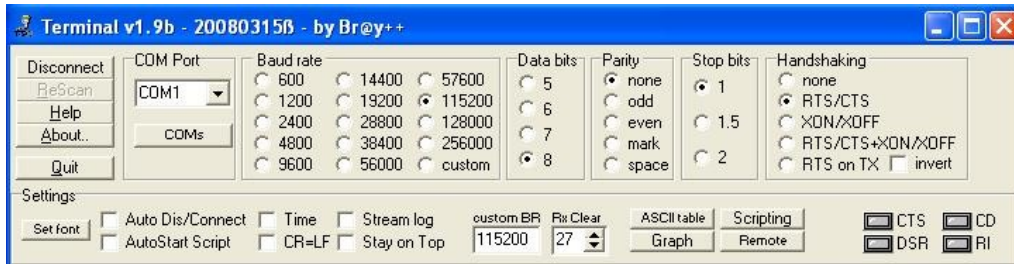 Terminal v1.9b - 20080315ß - by Br@y++
Disconnect
ReScan
Help
About..
Quit
COM Port
COM1
COMs
Baud rate
600 14400 57600
1200 19200 115200
2400 28800 128000
4800 38400 256000
9600 56000 custom
Data bits
5
6
7
8
Parity
none
odd
even
mark
space
Stop bits
1
1.5
2
Handshaking
none
RTS/CTS
XON/XOFF
RTS/CTS+XON/XOFF
RTS on TX invert
Settings
Set font
Auto Dis/Connect Time Stream log
AutoStart Script CR=LF Stay on Top
custom BR Rx Clear
115200 27
ASCII table Scripting
Graph Remote
CTS CD
DSR RI